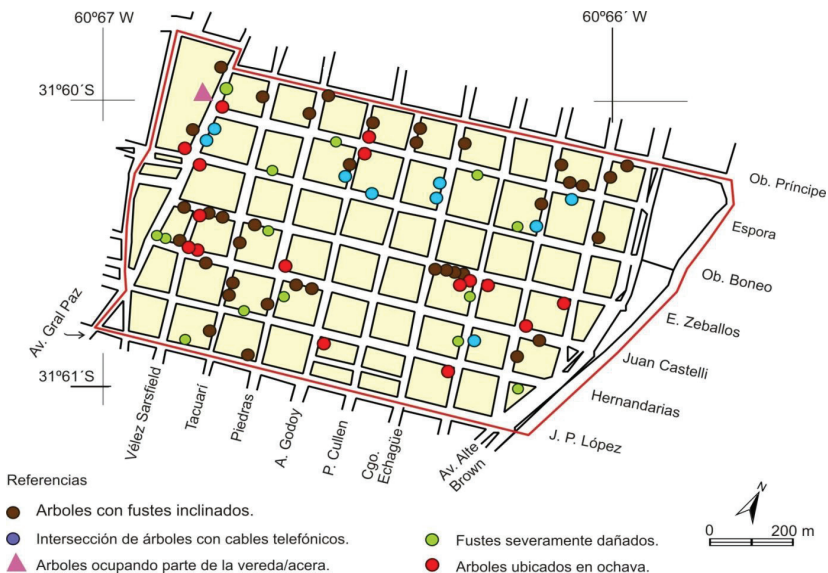 60º67 W
60º66´ W
31º60´S
Ob. Príncipe
Espora
Ob. Boneo
E. Zeballos
Juan Castelli
Hernandarias
J. P. López
Av. Gral Paz
31º61´S
Vélez Sarsfield
Tacuarí
Piedras
A. Godoy
P. Cullen
Cgo.
Echagüe
Av. Alte
Brown
Referencias
Arboles con fustes inclinados.
Intersección de árboles con cables telefónicos.
Arboles ocupando parte de la vereda/acera.
Fustes severamente dañados.
Arboles ubicados en ochava.
N
0 200 m